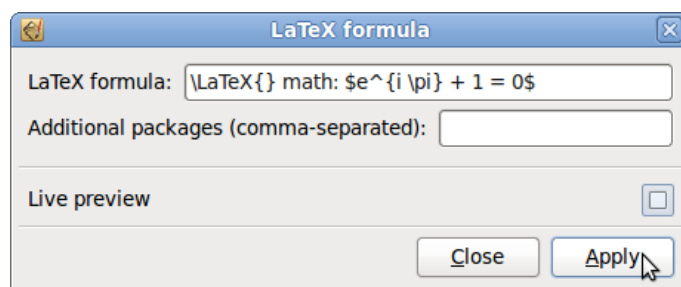 LaTeX formula
LaTeX formula: \LaTeX{} math: $e^{i \pi} + 1 = 0$
Additional packages (comma-separated):
Live preview
Close Apply